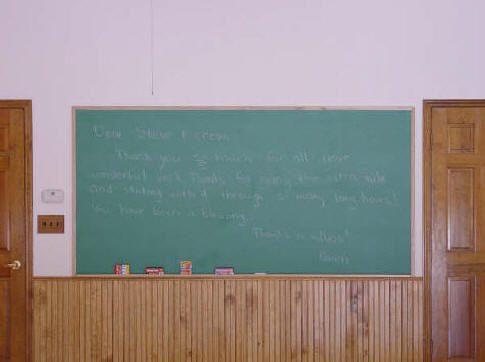 Dear Steve & crew,
Thank you so much for all your
wonderful work. Thanks for going the extra mile
and sticking with it through so many long hours!
You have been a blessing.
Thanks a million!